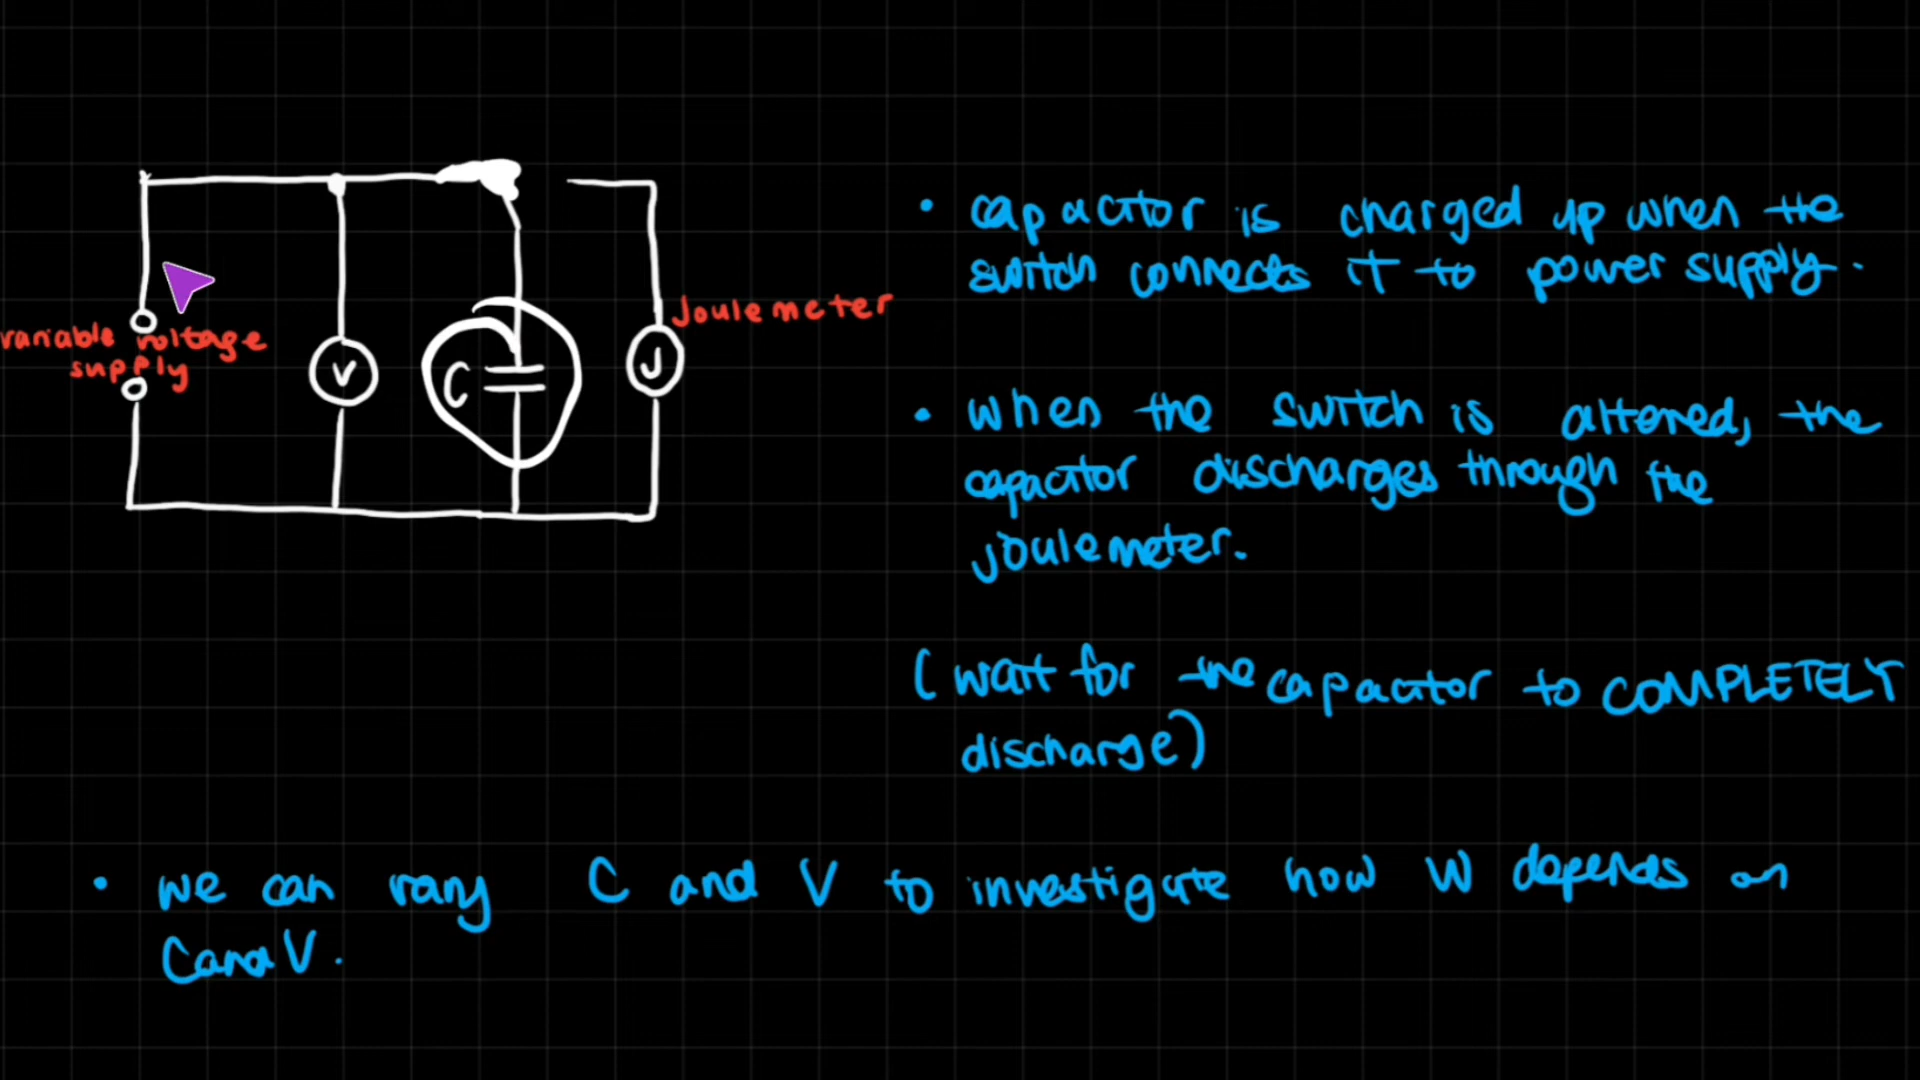 variable voltage
supply
V
C
J
Joulemeter
• capacitor is charged up when the
switch connects it to power supply.
• when the switch is altered, the
capacitor discharges through the
joulemeter.
(wait for the capacitor to COMPLETELY
discharge)
• we can vary C and V to investigate how W depends on
C and V.